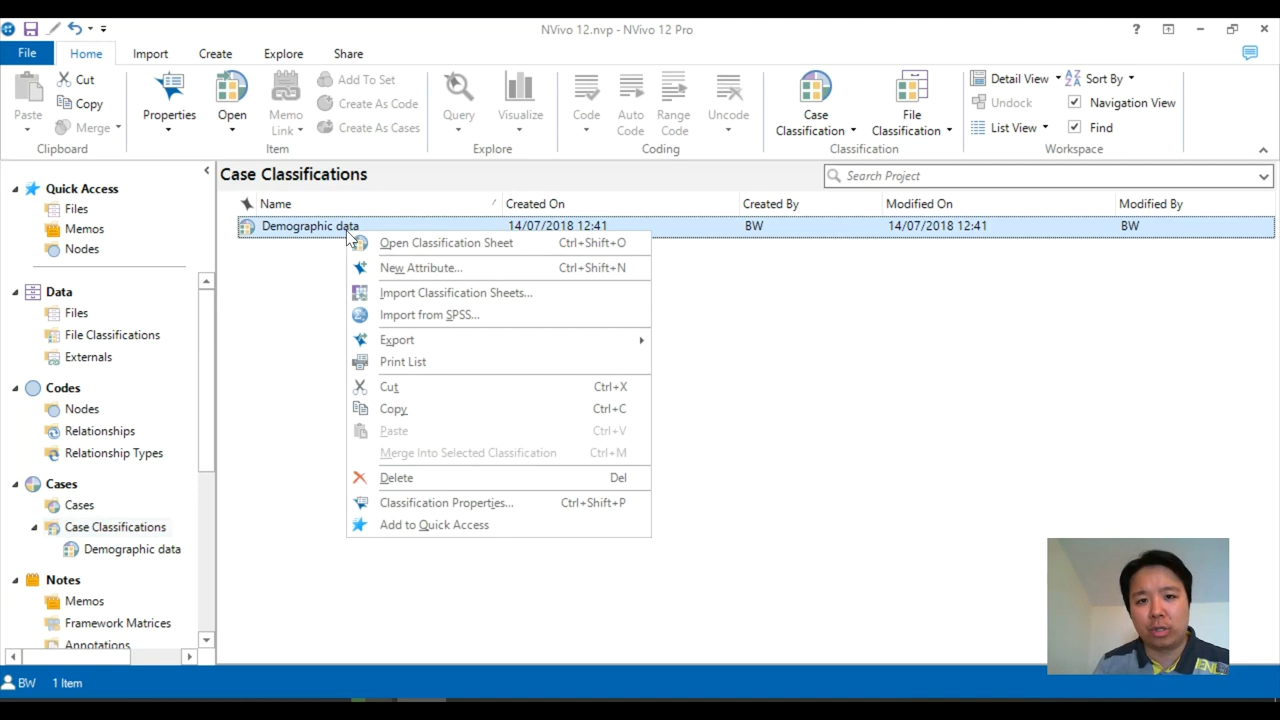 NVivo 12.nvp - NVivo 12 Pro
File Home Import Create Explore Share
Paste Cut Copy Merge
Clipboard
Properties Open Memo Link Add To Set Create As Code Create As Cases
Item
Query Visualize
Explore
Code Auto Code Range Code Uncode
Coding
Case Classification File Classification
Classification
Detail View Sort By
Undock Navigation View
List View Find
Workspace
Quick Access
Files
Memos
Nodes
Data
Files
File Classifications
Externals
Codes
Nodes
Relationships
Relationship Types
Cases
Cases
Case Classifications
Demographic data
Notes
Memos
Framework Matrices
Annotations
Case Classifications
Search Project
Name Created On Created By Modified On Modified By
Demographic data 14/07/2018 12:41 BW 14/07/2018 12:41 BW
Open Classification Sheet Ctrl+Shift+O
New Attribute... Ctrl+Shift+N
Import Classification Sheets...
Import from SPSS...
Export
Print List
Cut Ctrl+X
Copy Ctrl+C
Paste Ctrl+V
Merge Into Selected Classification Ctrl+M
Delete Del
Classification Properties... Ctrl+Shift+P
Add to Quick Access
BW 1 Item